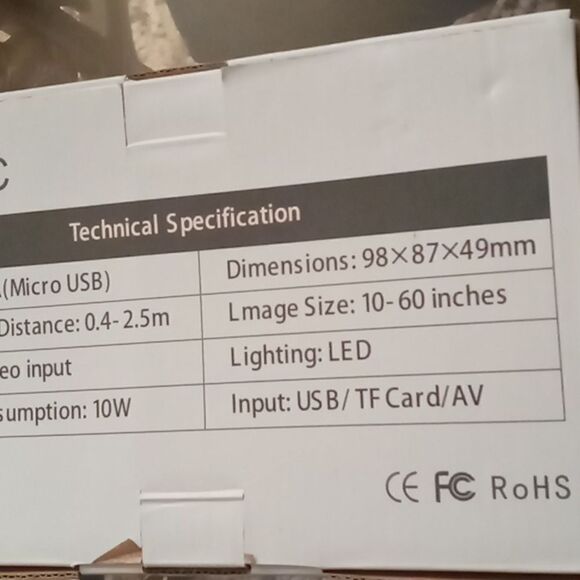 C
Technical Specification
(Micro USB)
Dimensions: 98×87×49mm
Distance: 0.4-2.5m
Lmage Size: 10-60 inches
eo input
Lighting: LED
sumption: 10W
Input: USB/ TF Card/AV
CE FC RoHS